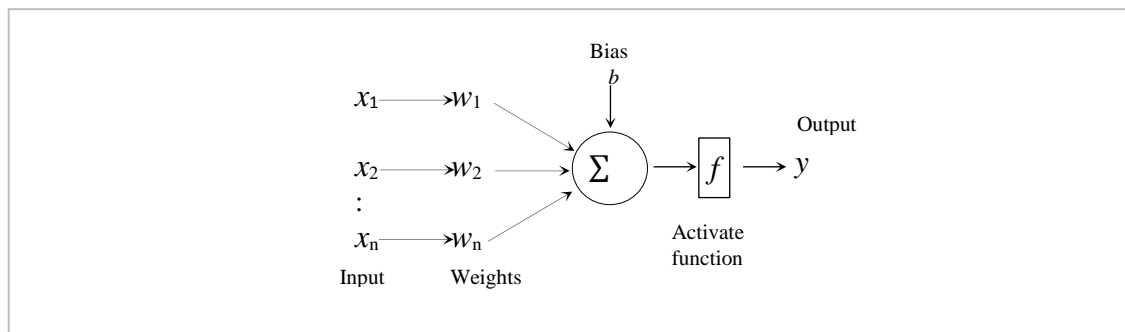 Bias
b
x₁ w₁
Output
x₂ w₂ Σ f y
:
xₙ wₙ
Activate
function
Input Weights